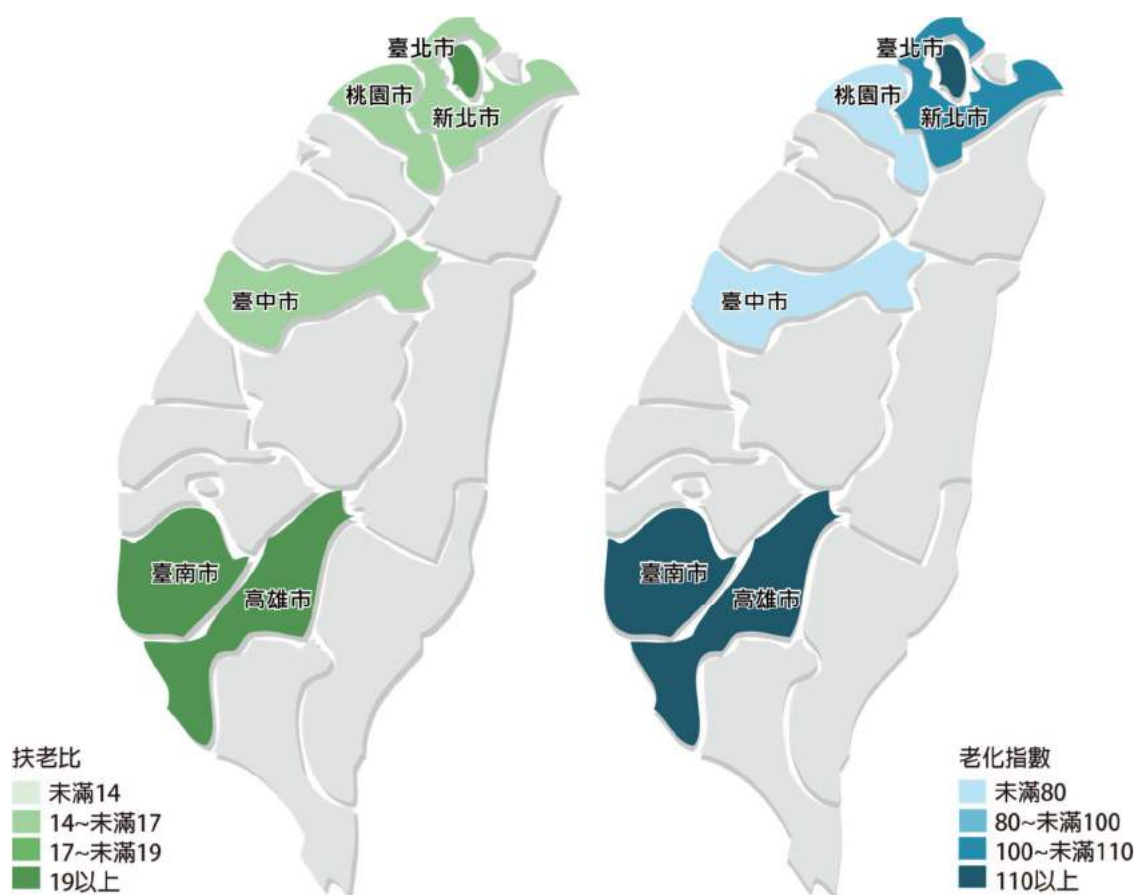 臺北市
桃園市
新北市
臺中市
臺南市
高雄市
扶老比
未滿14
14~未滿17
17~未滿19
19以上
臺北市
桃園市
新北市
臺中市
臺南市
高雄市
老化指數
未滿80
80~未滿100
100~未滿110
110以上